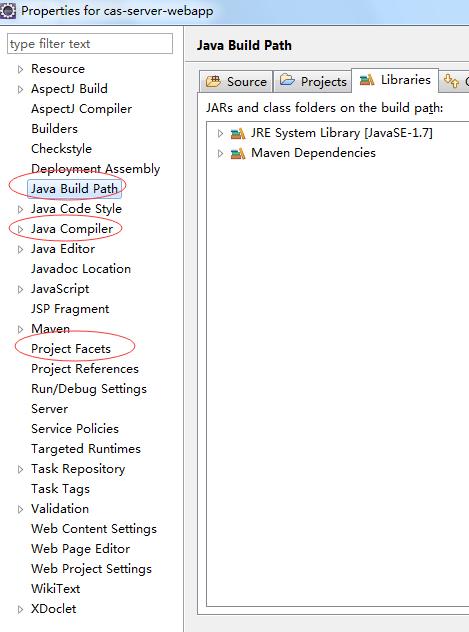 Properties for cas-server-webapp
type filter text
Resource
AspectJ Build
AspectJ Compiler
Builders
Checkstyle
Deployment Assembly
Java Build Path
Java Code Style
Java Compiler
Java Editor
Javadoc Location
JavaScript
JSP Fragment
Maven
Project Facets
Project References
Run/Debug Settings
Server
Service Policies
Targeted Runtimes
Task Repository
Task Tags
Validation
Web Content Settings
Web Page Editor
Web Project Settings
WikiText
XDoclet
Java Build Path
Source Projects Libraries
JARs and class folders on the build path:
JRE System Library [JavaSE-1.7]
Maven Dependencies